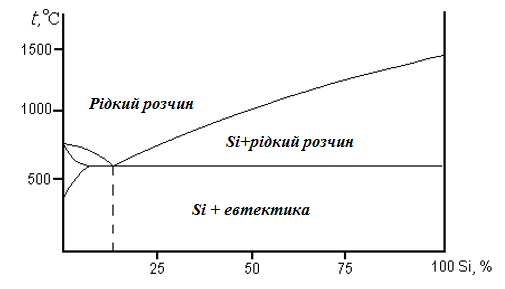 t,°C
1500
1000
Рідкий розчин
Si+рідкий розчин
500
Si + евтектика
25
50
75
100 Si, %